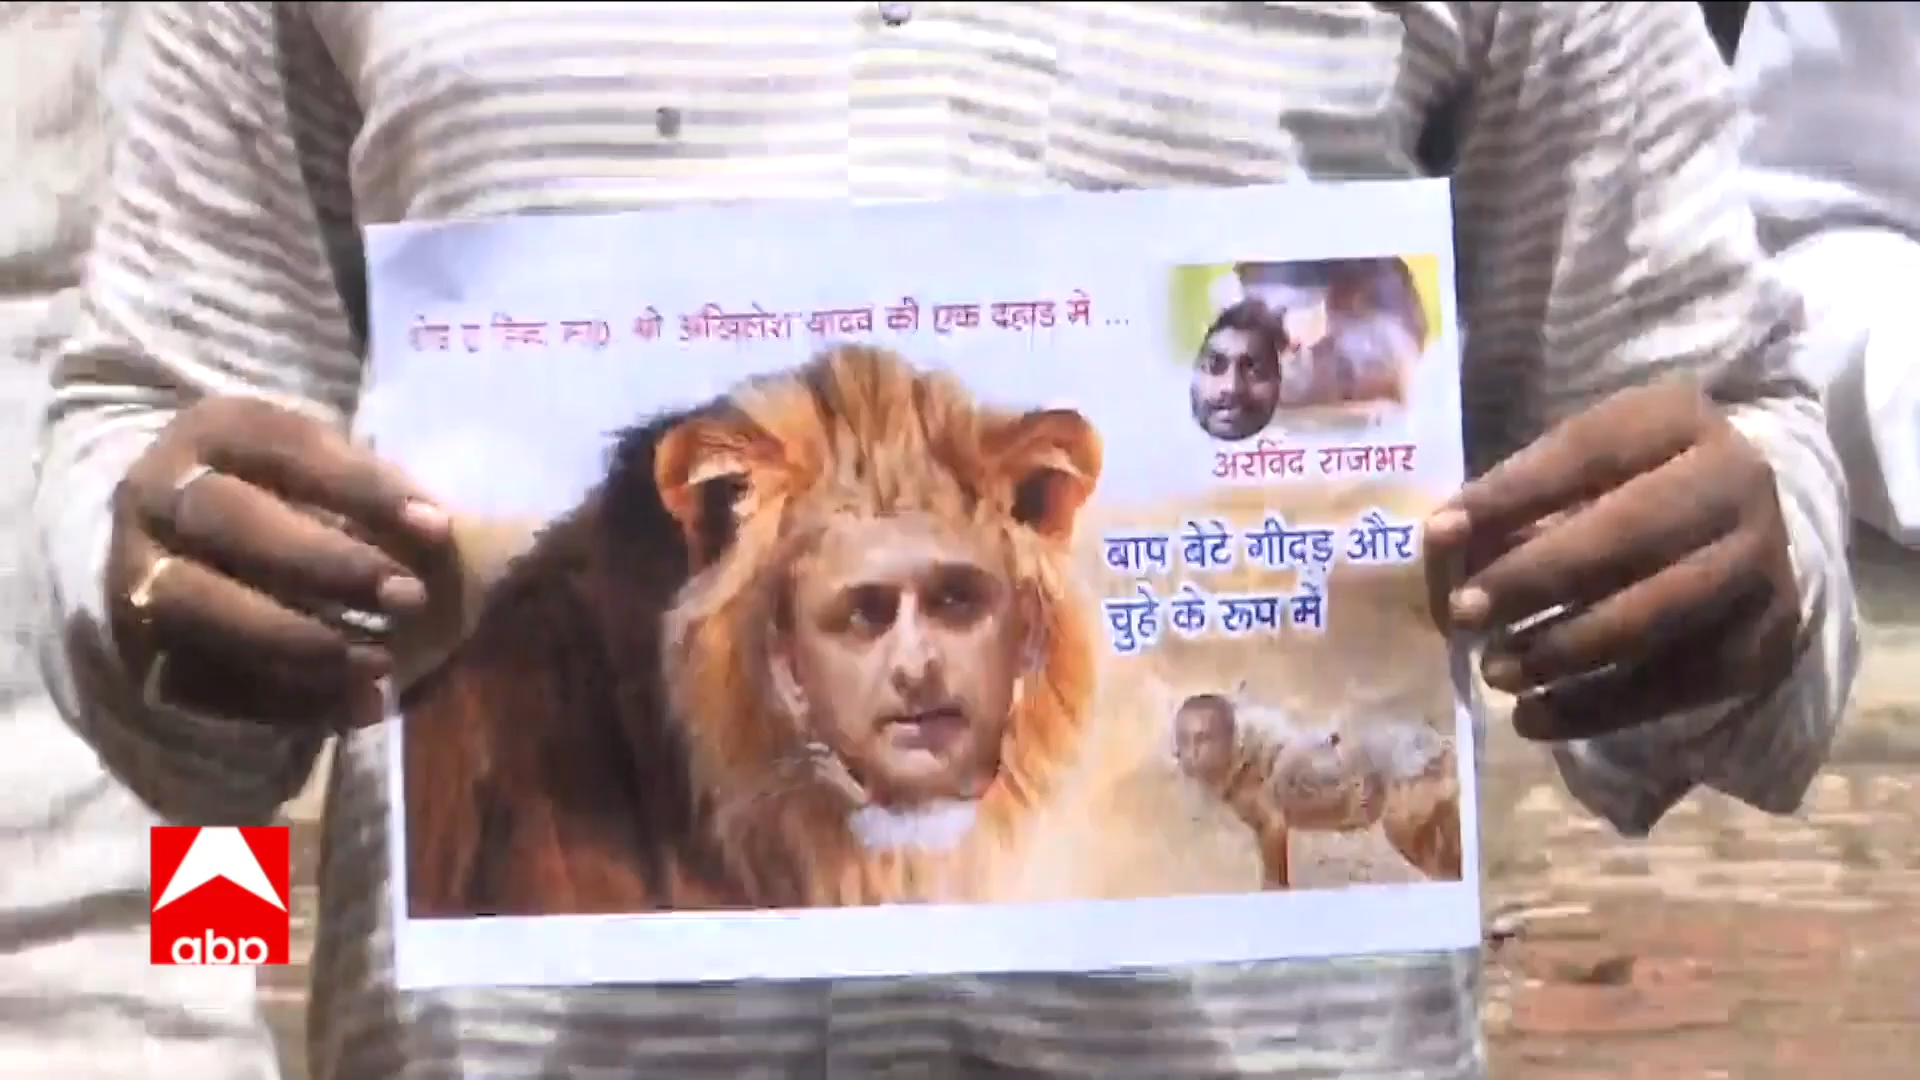 श्री अखिलेश यादव की एक दहाड में ...
अरविंद राजभर
बाप बेटे गीदड़ और
चुहे के रूप में
abp